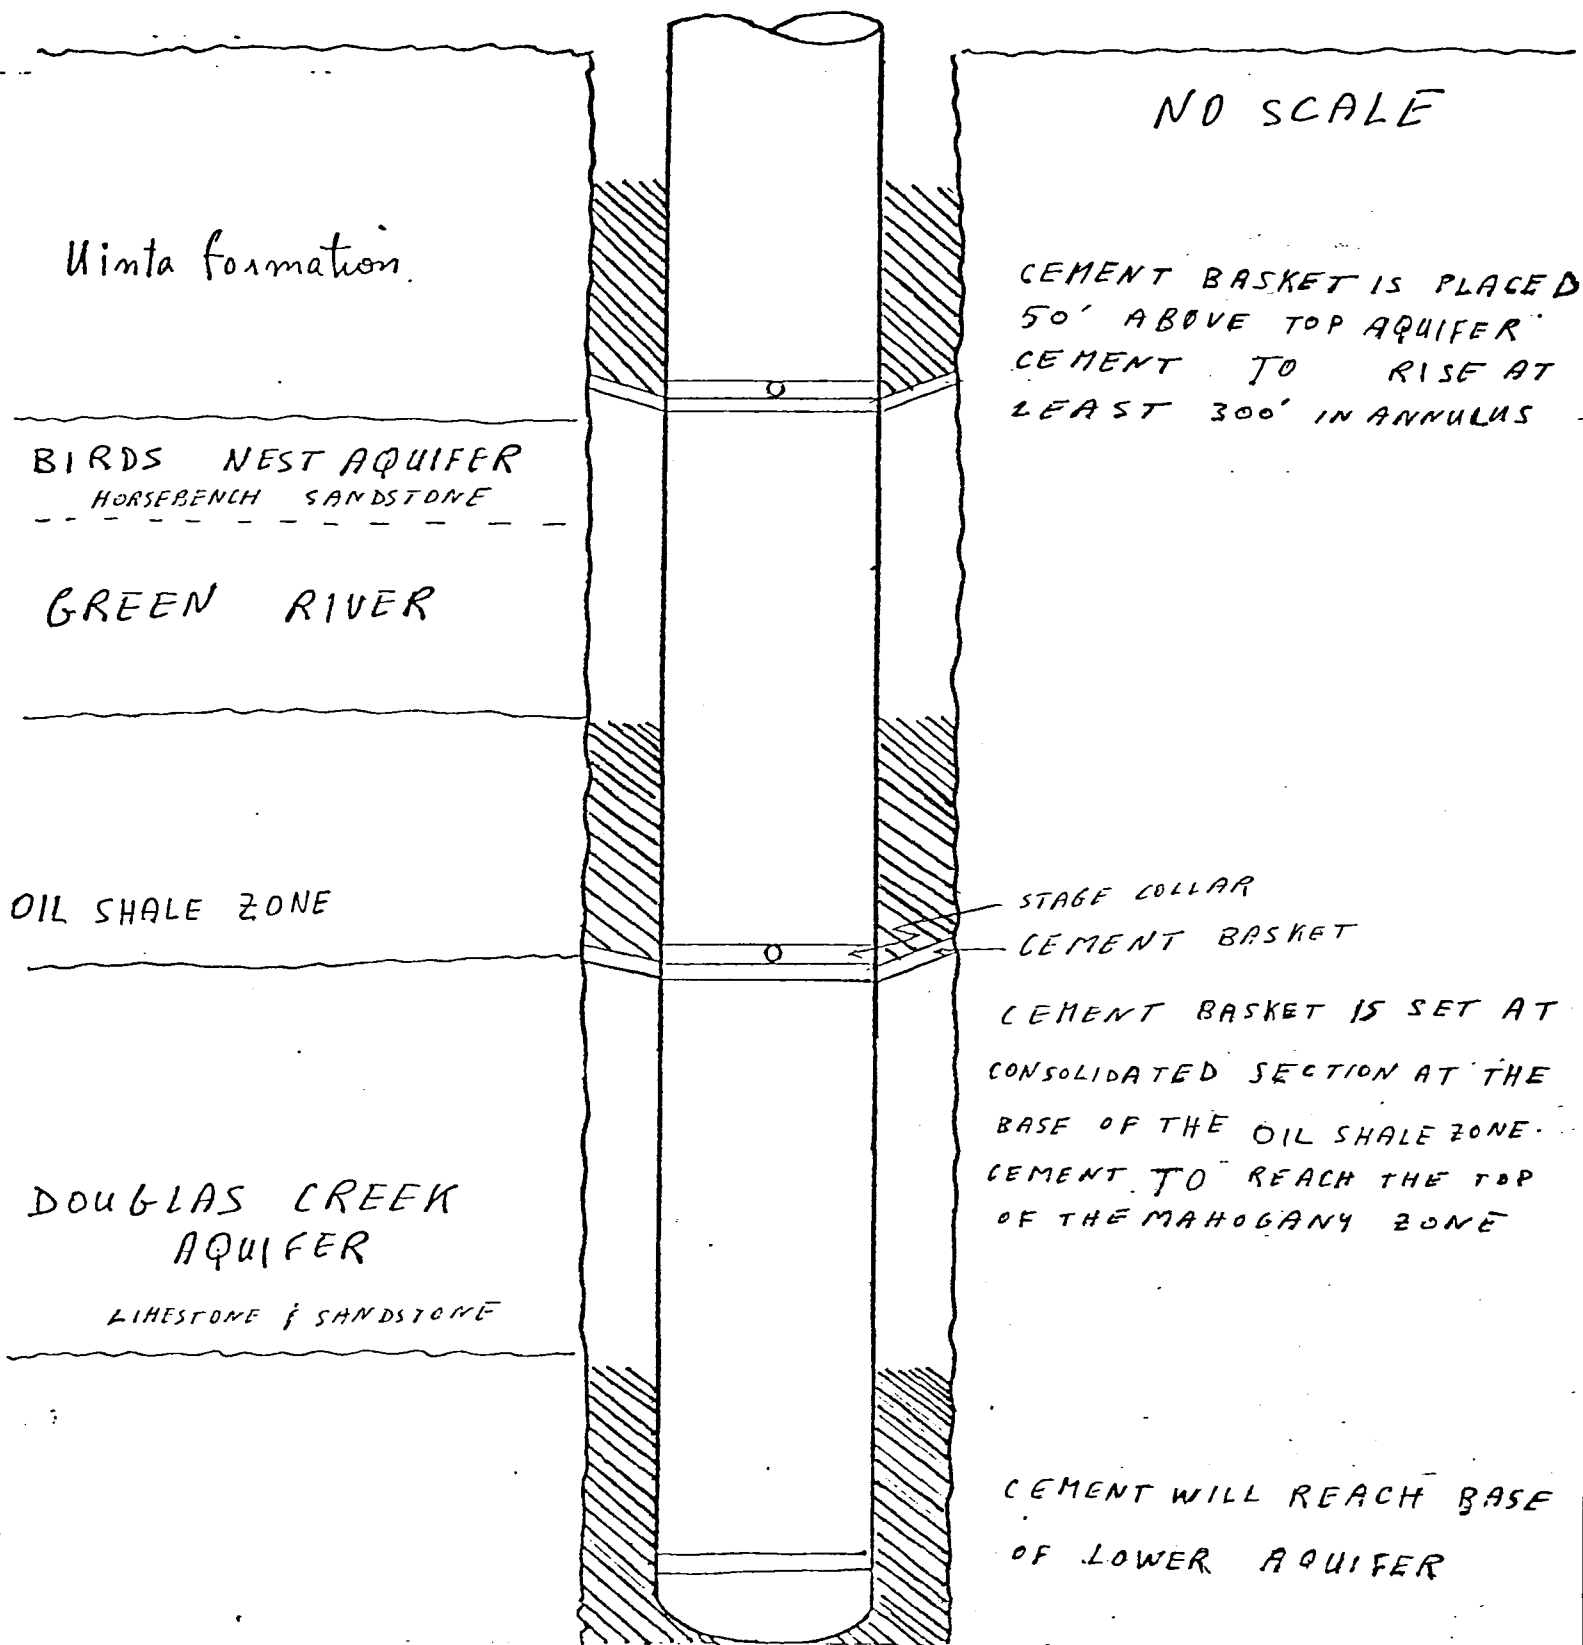 NO SCALE
Uinta formation.
CEMENT BASKET IS PLACED
50' ABOVE TOP AQUIFER
CEMENT TO RISE AT
LEAST 300' IN ANNULUS
BIRDS NEST AQUIFER
HORSEBENCH SANDSTONE
GREEN RIVER
OIL SHALE ZONE
STAGE COLLAR
CEMENT BASKET
CEMENT BASKET IS SET AT
CONSOLIDATED SECTION AT THE
BASE OF THE OIL SHALE ZONE.
CEMENT TO REACH THE TOP
OF THE MAHOGANY ZONE
DOUGLAS CREEK
AQUIFER
LIMESTONE & SANDSTONE
CEMENT WILL REACH BASE
OF LOWER AQUIFER